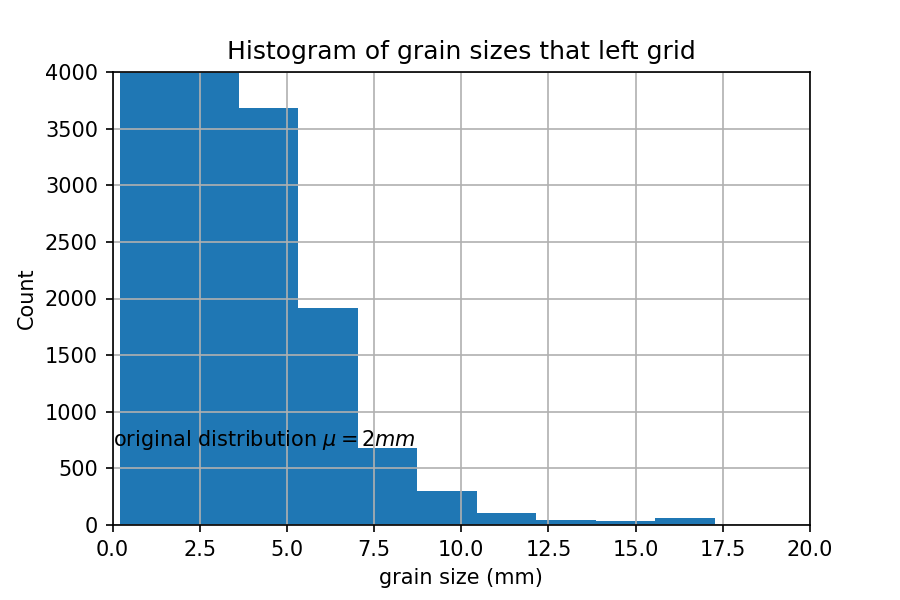 Histogram of grain sizes that left grid
4000
3500
3000
2500
2000
1500
1000
500
0
Count
original distribution μ = 2mm
0.0 2.5 5.0 7.5 10.0 12.5 15.0 17.5 20.0
grain size (mm)